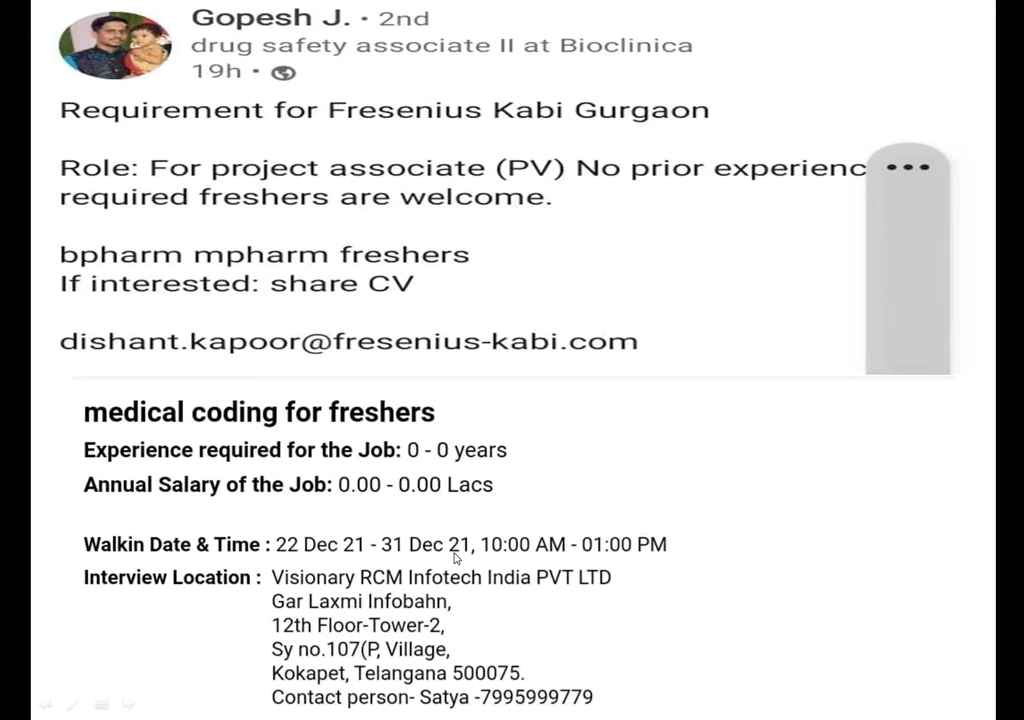 Gopesh J. • 2nd
drug safety associate II at Bioclinica
19h •
Requirement for Fresenius Kabi Gurgaon
Role: For project associate (PV) No prior experienc
required freshers are welcome.
bpharm mpharm freshers
If interested: share CV
dishant.kapoor@fresenius-kabi.com
medical coding for freshers
Experience required for the Job: 0 - 0 years
Annual Salary of the Job: 0.00 - 0.00 Lacs
Walkin Date & Time : 22 Dec 21 - 31 Dec 21, 10:00 AM - 01:00 PM
Interview Location : Visionary RCM Infotech India PVT LTD
Gar Laxmi Infobahn,
12th Floor-Tower-2,
Sy no.107(P, Village,
Kokapet, Telangana 500075.
Contact person- Satya -7995999779